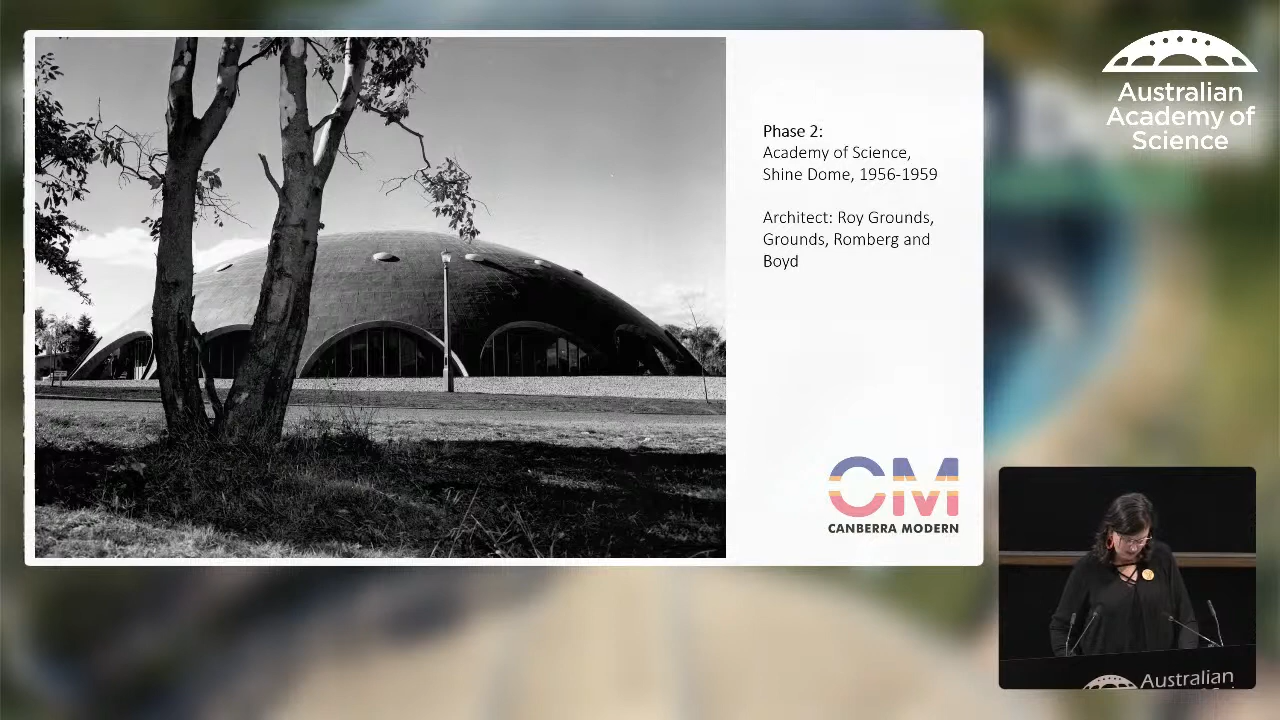 Phase 2:
Academy of Science,
Shine Dome, 1956-1959
Architect: Roy Grounds,
Grounds, Romberg and
Boyd
CM
CANBERRA MODERN
Australian
Academy of
Science
Australian